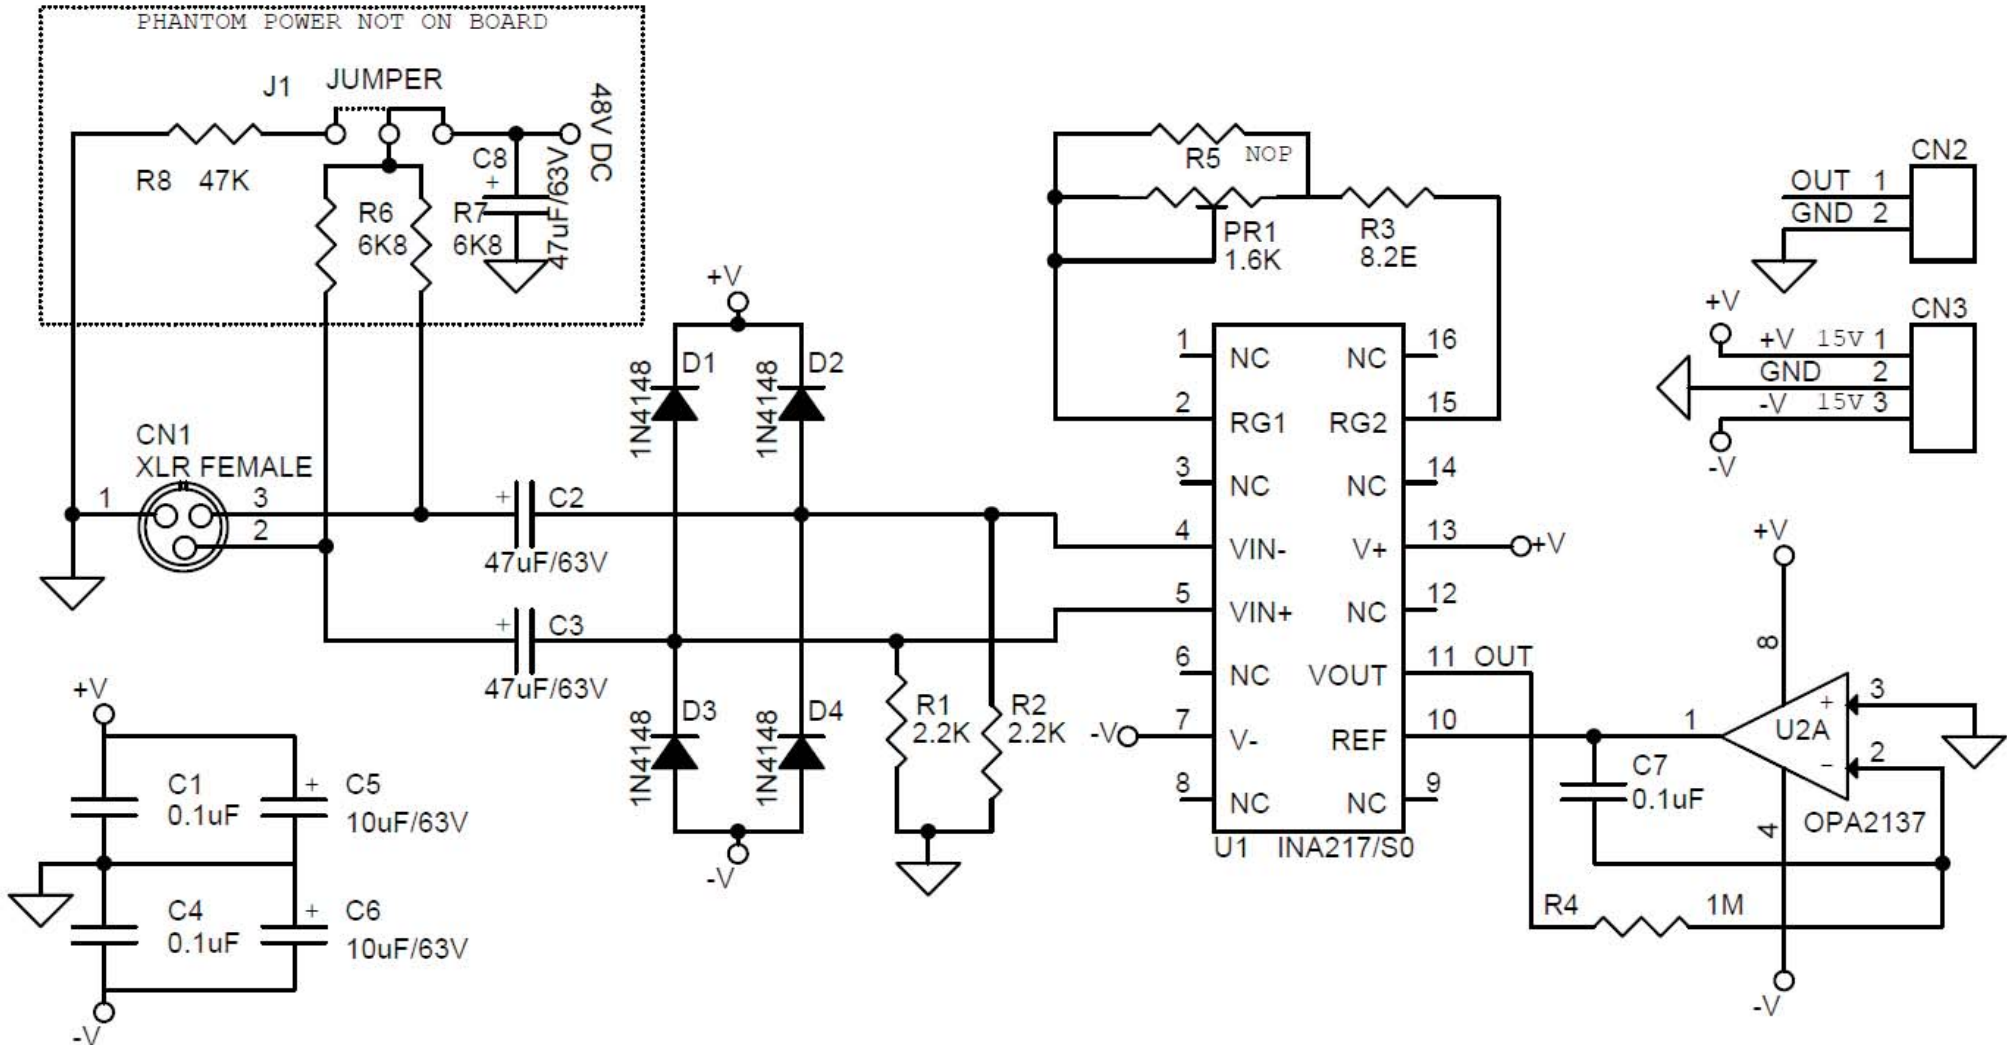 PHANTOM POWER NOT ON BOARD
J1 JUMPER
48V DC
R8 47K
C8
+
47uF/63V
R6
6K8
R7
6K8
R5 NOP
PR1
1.6K
R3
8.2E
CN2
OUT 1
GND 2
CN3
+V
+V 15V 1
GND 2
-V 15V 3
-V
+V
D1
1N4148
D2
1N4148
CN1
XLR FEMALE
1
3
2
+
C2
47uF/63V
+
C3
47uF/63V
D3
1N4148
D4
1N4148
-V
R1
2.2K
R2
2.2K
1 NC NC 16
2 RG1 RG2 15
3 NC NC 14
4 VIN- V+ 13 +V
5 VIN+ NC 12
6 NC VOUT 11 OUT
-V 7 V- REF 10
8 NC NC 9
U1 INA217/S0
+V
8
1
U2A
+
3
-
2
4
OPA2137
-V
C7
0.1uF
R4 1M
+V
C1
0.1uF
+
C5
10uF/63V
C4
0.1uF
+
C6
10uF/63V
-V